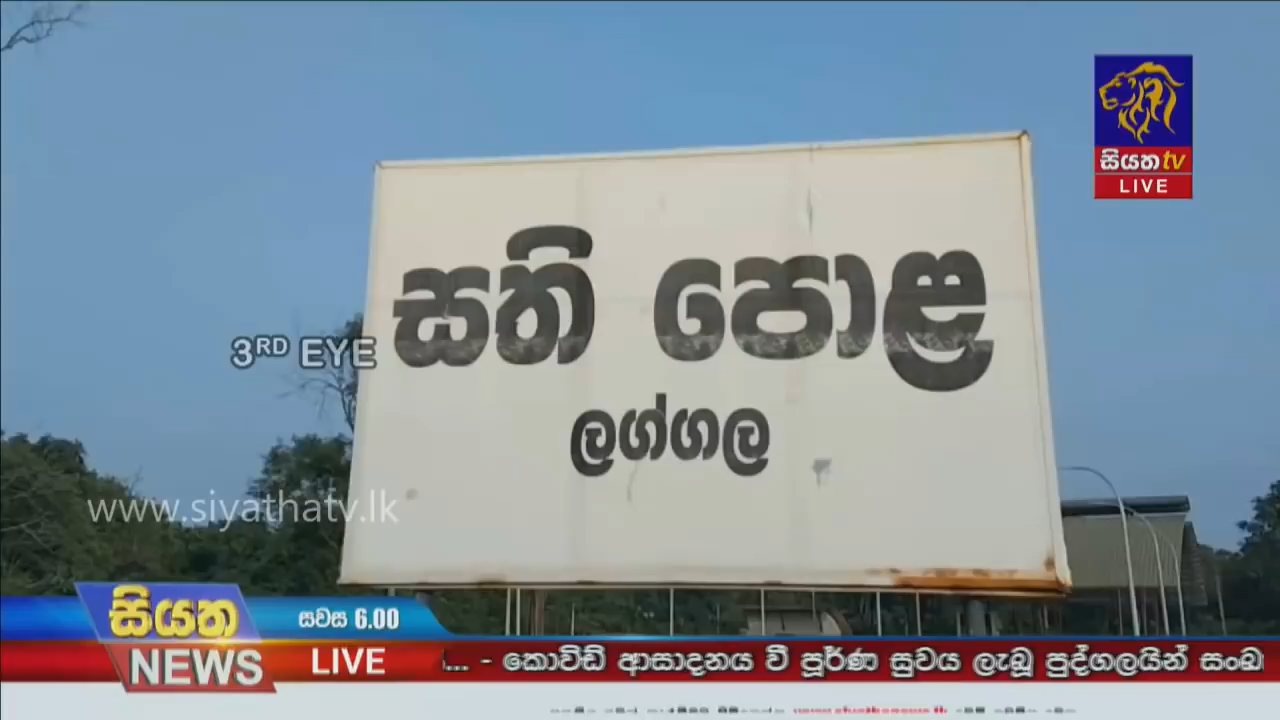 සියත tv
LIVE
සති පොළ
ලග්ගල
3RD EYE
www.siyathatv.lk
සියත
NEWS
සවස 6.00
LIVE
... - කොවිඩ් ආසාදනය වී පූර්ණ සුවය ලැබූ පුද්ගලයින්